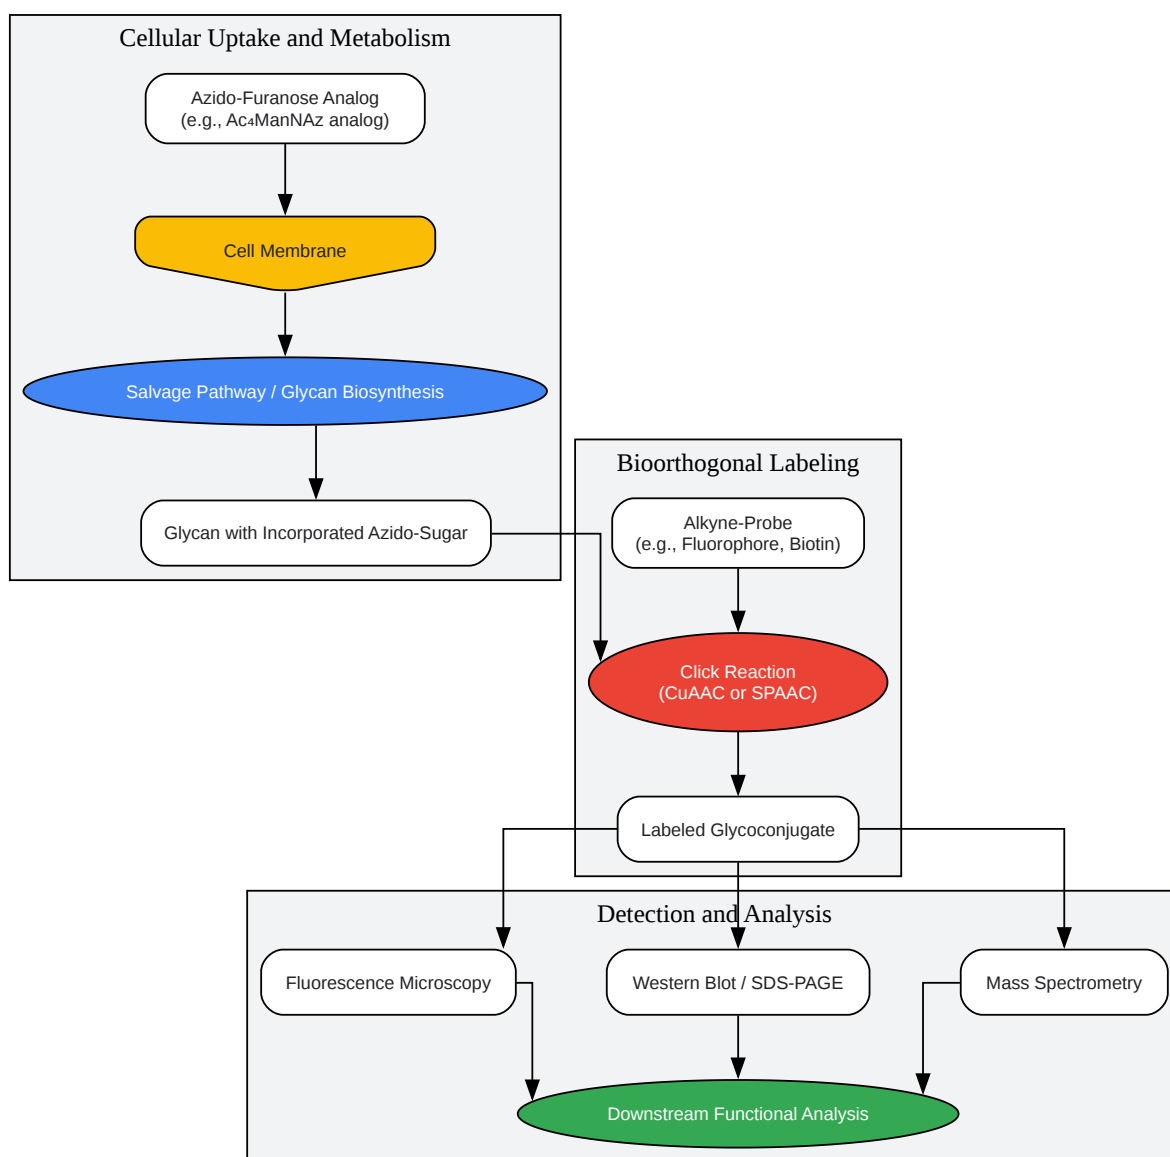 Cellular Uptake and Metabolism
Azido-Furanose Analog
(e.g., Ac₄ManNAz analog)
Cell Membrane
Salvage Pathway / Glycan Biosynthesis
Glycan with Incorporated Azido-Sugar
Bioorthogonal Labeling
Alkyne-Probe
(e.g., Fluorophore, Biotin)
Click Reaction
(CuAAC or SPAAC)
Labeled Glycoconjugate
Detection and Analysis
Fluorescence Microscopy
Western Blot / SDS-PAGE
Mass Spectrometry
Downstream Functional Analysis